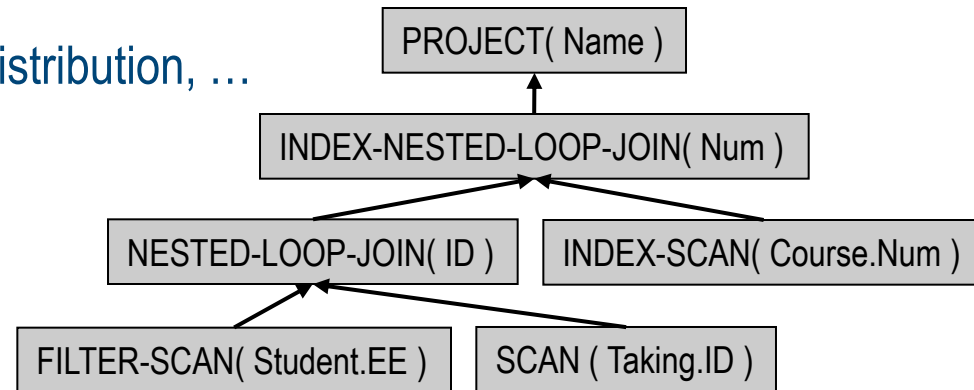 PROJECT( Name )
istribution, …
INDEX-NESTED-LOOP-JOIN( Num )
NESTED-LOOP-JOIN( ID )
INDEX-SCAN( Course.Num )
FILTER-SCAN( Student.EE )
SCAN ( Taking.ID )